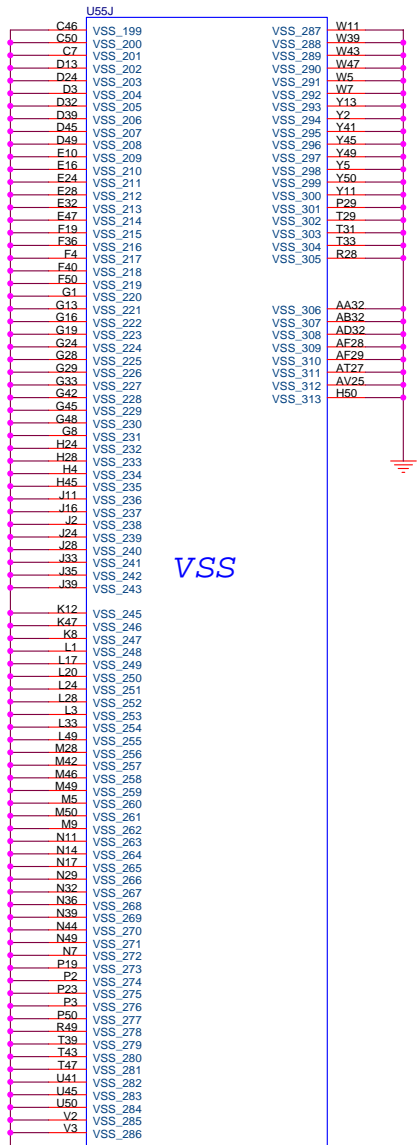 U55J
C46 VSS_199
C50 VSS_200
C7 VSS_201
D13 VSS_202
D24 VSS_203
D3 VSS_204
D32 VSS_205
D39 VSS_206
D45 VSS_207
D49 VSS_208
E10 VSS_209
E16 VSS_210
E24 VSS_211
E28 VSS_212
E32 VSS_213
E47 VSS_214
F19 VSS_215
F36 VSS_216
F4 VSS_217
F40 VSS_218
F50 VSS_219
G1 VSS_220
G13 VSS_221
G16 VSS_222
G19 VSS_223
G24 VSS_224
G28 VSS_225
G29 VSS_226
G33 VSS_227
G42 VSS_228
G45 VSS_229
G48 VSS_230
G8 VSS_231
H24 VSS_232
H28 VSS_233
H4 VSS_234
H45 VSS_235
J11 VSS_236
J16 VSS_237
J2 VSS_238
J24 VSS_239
J28 VSS_240
J33 VSS_241
J35 VSS_242
J39 VSS_243
K12 VSS_245
K47 VSS_246
K8 VSS_247
L1 VSS_248
L17 VSS_249
L20 VSS_250
L24 VSS_251
L28 VSS_252
L3 VSS_253
L33 VSS_254
L49 VSS_255
M28 VSS_256
M42 VSS_257
M46 VSS_258
M49 VSS_259
M5 VSS_260
M50 VSS_261
M9 VSS_262
N11 VSS_263
N14 VSS_264
N17 VSS_265
N29 VSS_266
N32 VSS_267
N36 VSS_268
N39 VSS_269
N44 VSS_270
N49 VSS_271
N7 VSS_272
P19 VSS_273
P2 VSS_274
P23 VSS_275
P3 VSS_276
P50 VSS_277
R49 VSS_278
T39 VSS_279
T43 VSS_280
T47 VSS_281
U41 VSS_282
U45 VSS_283
U50 VSS_284
V2 VSS_285
V3 VSS_286
VSS
VSS_287 W11
VSS_288 W39
VSS_289 W43
VSS_290 W47
VSS_291 W5
VSS_292 W7
VSS_293 Y13
VSS_294 Y2
VSS_295 Y41
VSS_296 Y45
VSS_297 Y49
VSS_298 Y5
VSS_299 Y50
VSS_300 Y11
VSS_301 P29
VSS_302 T29
VSS_303 T31
VSS_304 T33
VSS_305 R28
VSS_306 AA32
VSS_307 AB32
VSS_308 AD32
VSS_309 AF28
VSS_310 AF29
VSS_311 AT27
VSS_312 AV25
VSS_313 H50